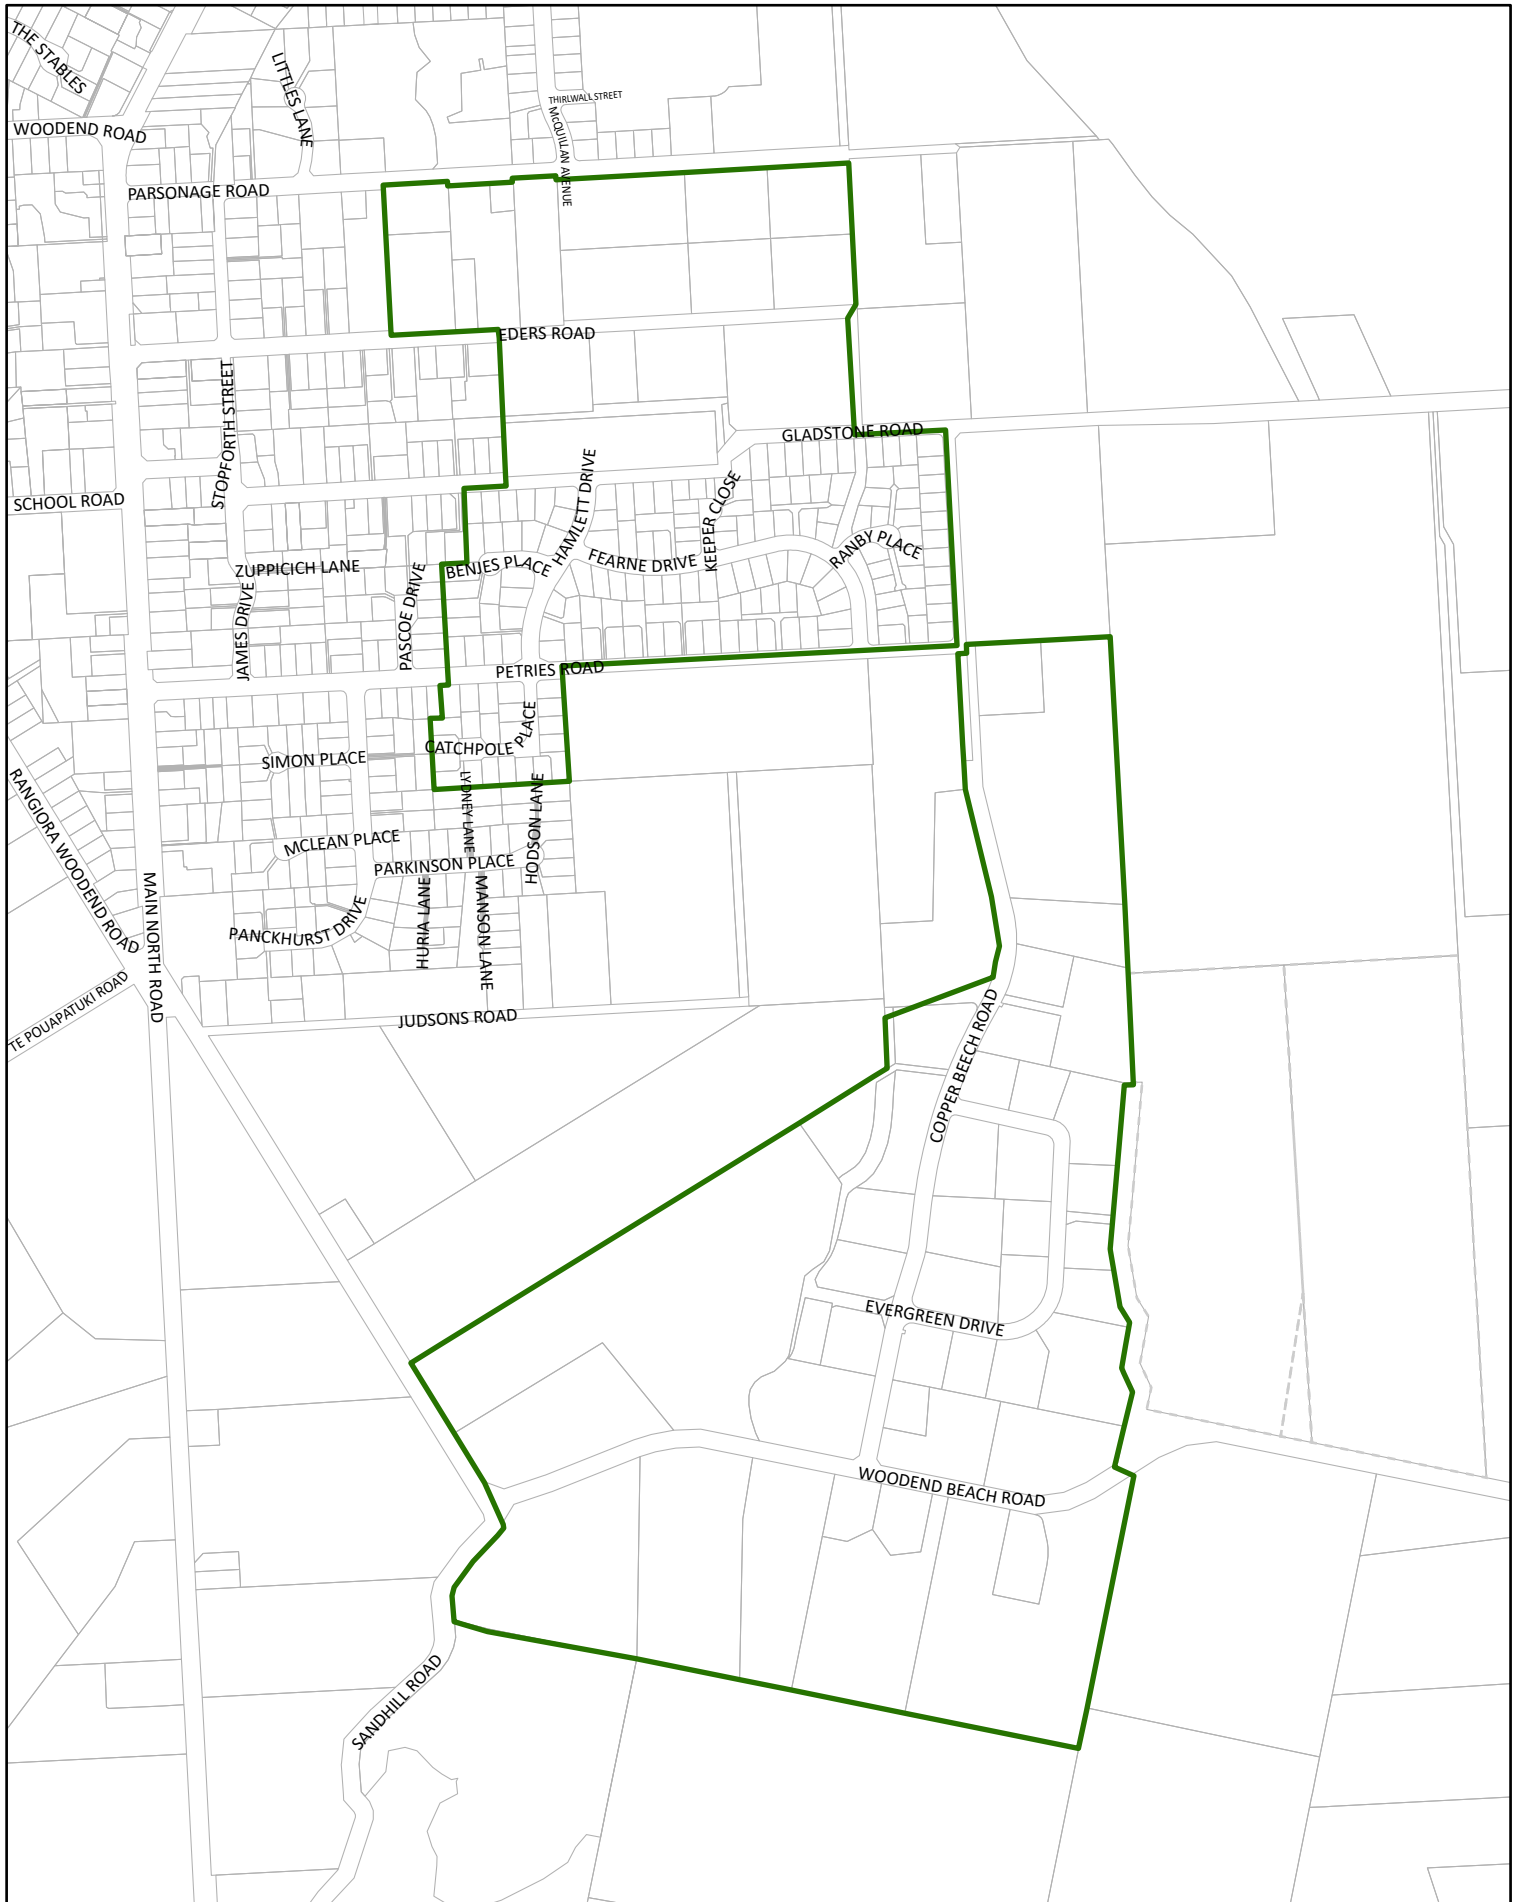 THE STABLES
LITTLES LANE
THIRLWALL STREET
McQUILLAN AVENUE
WOODEND ROAD
PARSONAGE ROAD
EDERS ROAD
STOPFORTH STREET
GLADSTONE ROAD
SCHOOL ROAD
HAMLETT DRIVE
KEEPER CLOSE
RANBY PLACE
FEARNE DRIVE
BENJES PLACE
ZUPPICICH LANE
JAMES DRIVE
PASCOE DRIVE
PETRIES ROAD
CATCHPOLE
PLACE
SIMON PLACE
LYDNEY LANE
HODSON LANE
RANGIORA WOODEND ROAD
MCLEAN PLACE
PARKINSON PLACE
MAIN NORTH ROAD
HURIA LANE
MANSON LANE
PANCKHURST DRIVE
TE POUAPATUKI ROAD
JUDSONS ROAD
COPPER BEECH ROAD
EVERGREEN DRIVE
WOODEND BEACH ROAD
SANDHILL ROAD